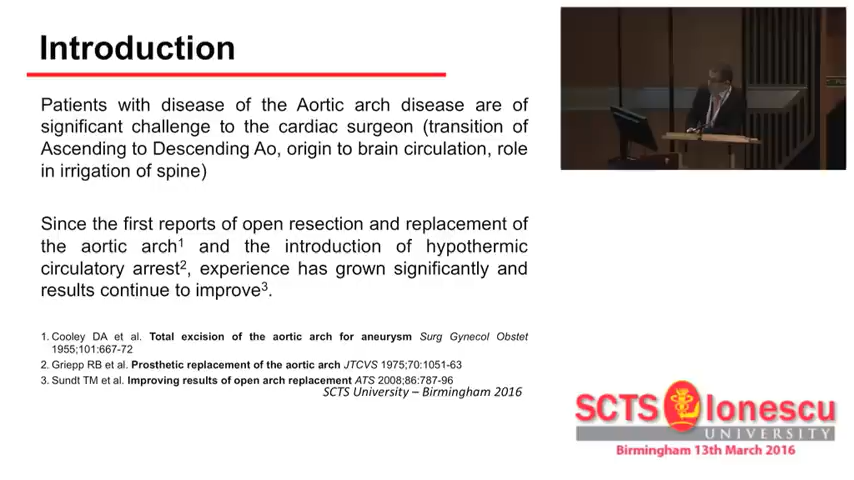 Introduction
Patients with disease of the Aortic arch disease are of
significant challenge to the cardiac surgeon (transition of
Ascending to Descending Ao, origin to brain circulation, role
in irrigation of spine)
Since the first reports of open resection and replacement of
the aortic arch¹ and the introduction of hypothermic
circulatory arrest², experience has grown significantly and
results continue to improve³.
1. Cooley DA et al. Total excision of the aortic arch for aneurysm Surg Gynecol Obstet
1955;101:667-72
2. Griepp RB et al. Prosthetic replacement of the aortic arch JTCVS 1975;70:1051-63
3. Sundt TM et al. Improving results of open arch replacement ATS 2008;86:787-96
SCTS University – Birmingham 2016
SCTS Ionescu
UNIVERSITY
Birmingham 13th March 2016